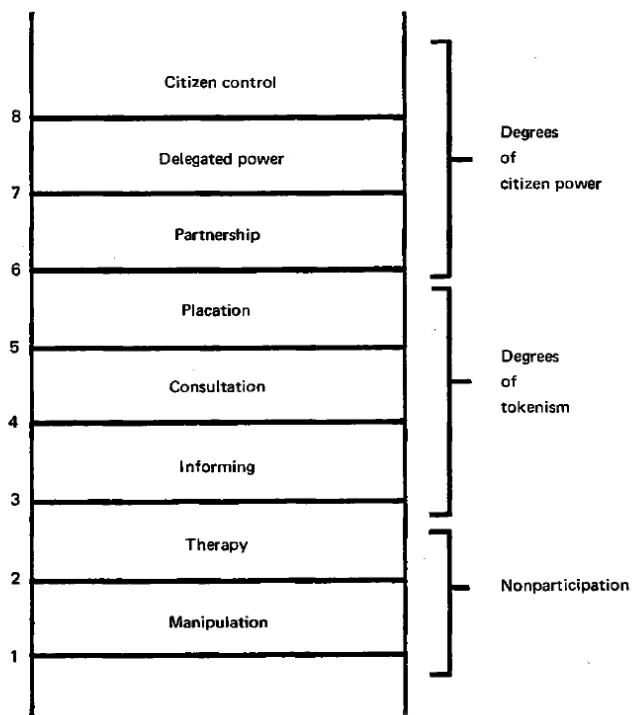 Citizen control
8
Delegated power
7
Partnership
6
Placation
5
Consultation
4
Informing
3
Therapy
2
Manipulation
1
Degrees
of
citizen power
Degrees
of
tokenism
Nonparticipation